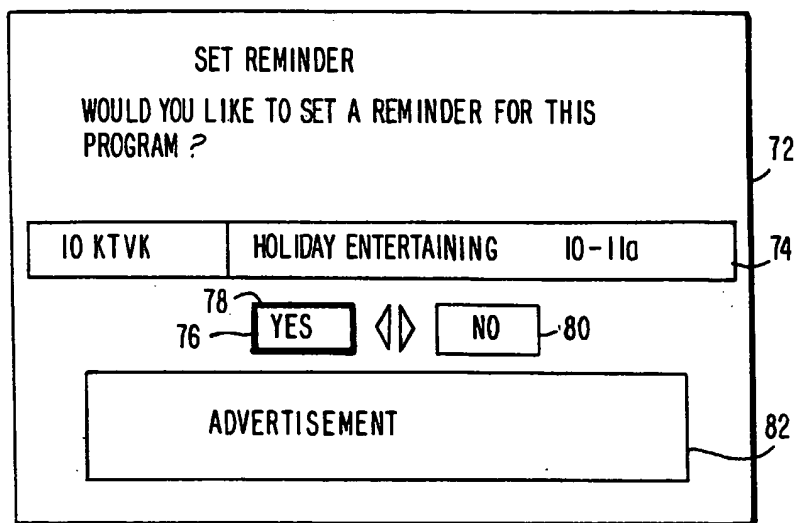 SET REMINDER
WOULD YOU LIKE TO SET A REMINDER FOR THIS
PROGRAM ?
72
10 KTVK HOLIDAY ENTERTAINING 10-11a
74
78
76 YES NO 80
ADVERTISEMENT
82